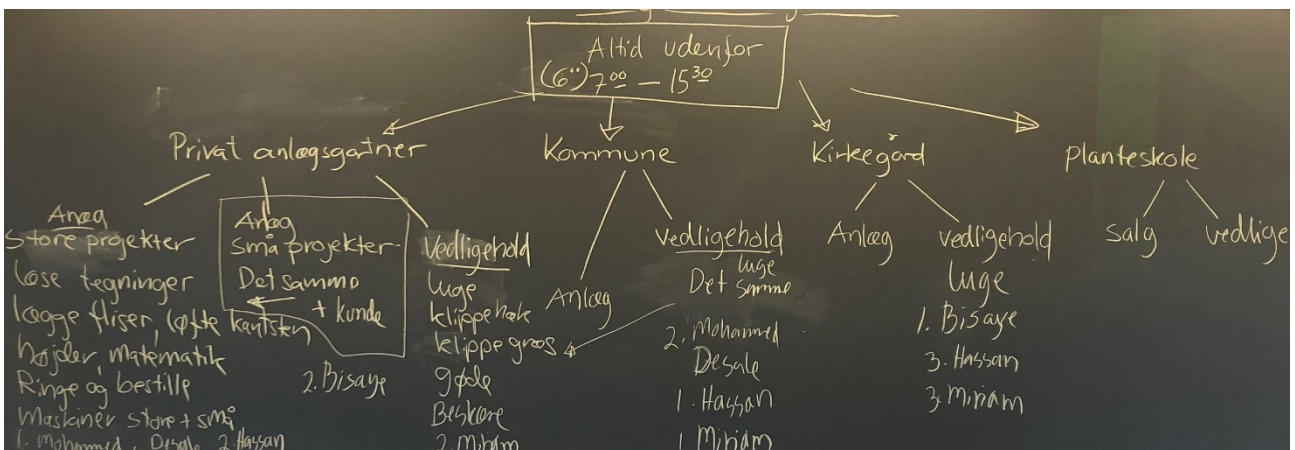 Altid udenfor
(6°°) 7°° – 15³⁰
Privat anlægsgartner
Anæg
Store projekter
læse tegninger
lægge fliser, løfte kantsten
højder, matematik
Ringe og bestille
Maskiner store + små
1. Mohammed. Desale 2. Hassan
Anlæg
Små projekter
Det samme
+ kunde
2. Bisaye
Vedligehold
luge
klippe hæk
klippe græs
gøde
Beskære
2. Miriam
Kommune
Anlæg
Vedligehold
luge
Det samme
2. Mohammed
Desale
1. Hassan
1. Miriam
Kirkegård
Anlæg
vedligehold
luge
1. Bisaye
3. Hassan
3. Miriam
planteskole
salg
vedlige